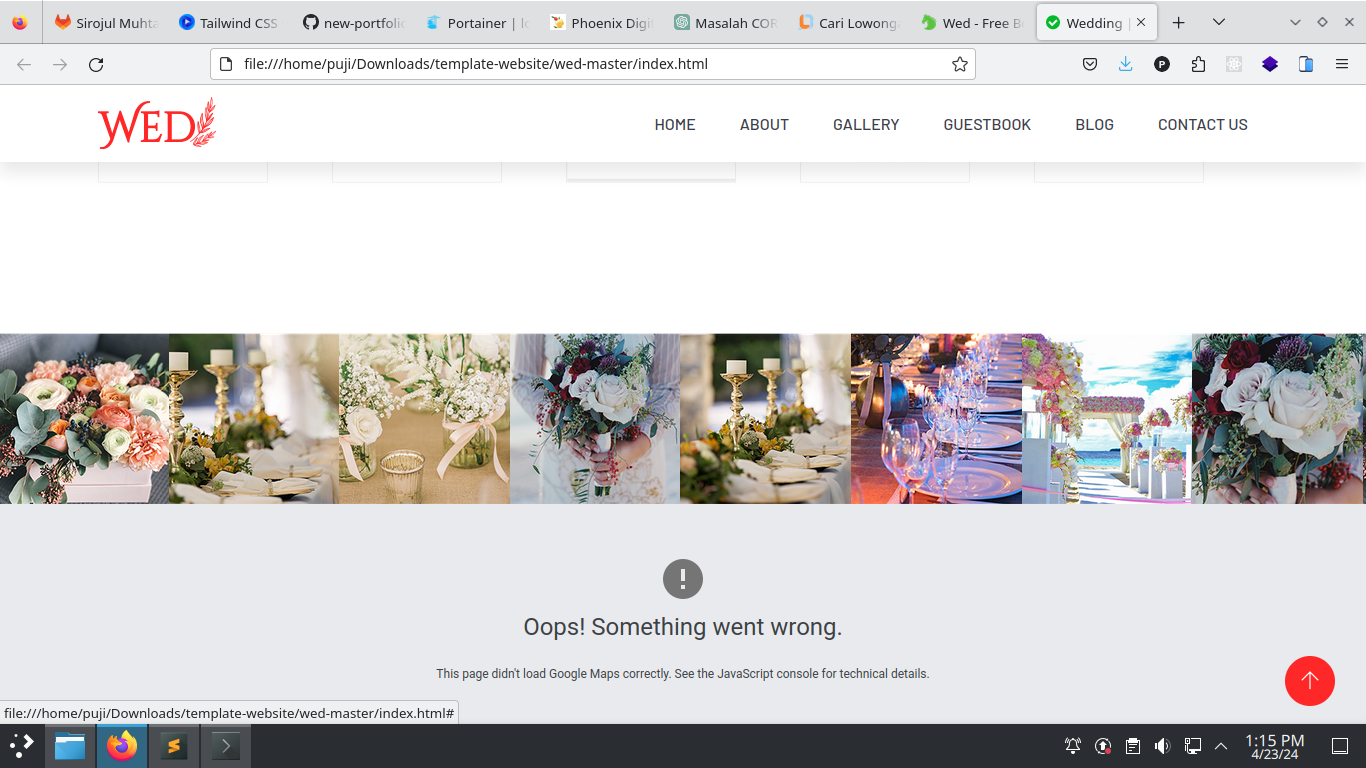 Sirojul Muhta
Tailwind CSS
new-portfolio
Portainer | lo
Phoenix Digi
Masalah COR
Cari Lowong
Wed - Free B
Wedding |
file:///home/puji/Downloads/template-website/wed-master/index.html
P
WED
HOME ABOUT GALLERY GUESTBOOK BLOG CONTACT US
Oops! Something went wrong.
This page didn't load Google Maps correctly. See the JavaScript console for technical details.
file:///home/puji/Downloads/template-website/wed-master/index.html#
1:15 PM
4/23/24